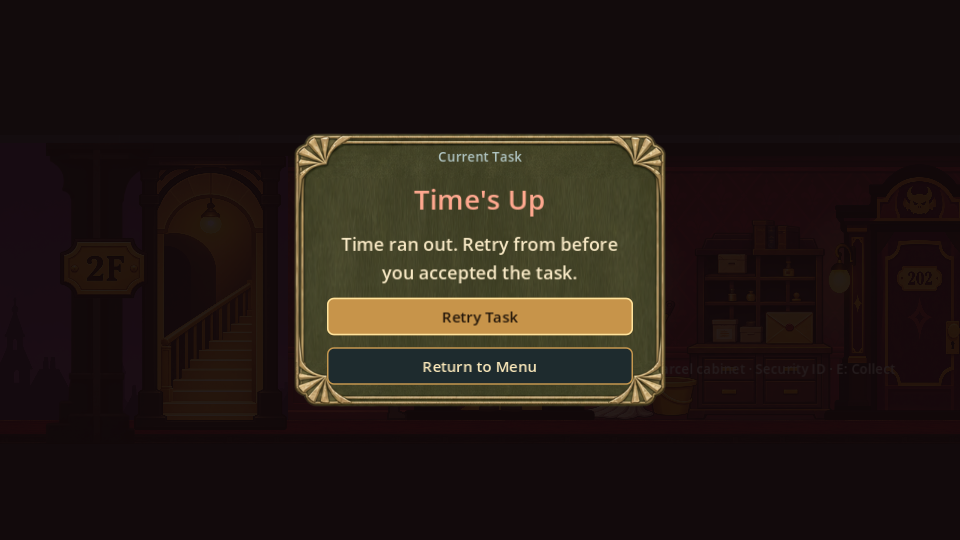 Current Task
Time's Up
Time ran out. Retry from before
you accepted the task.
Retry Task
Return to Menu
2F
202
cabinet · Security ID · E: Collect